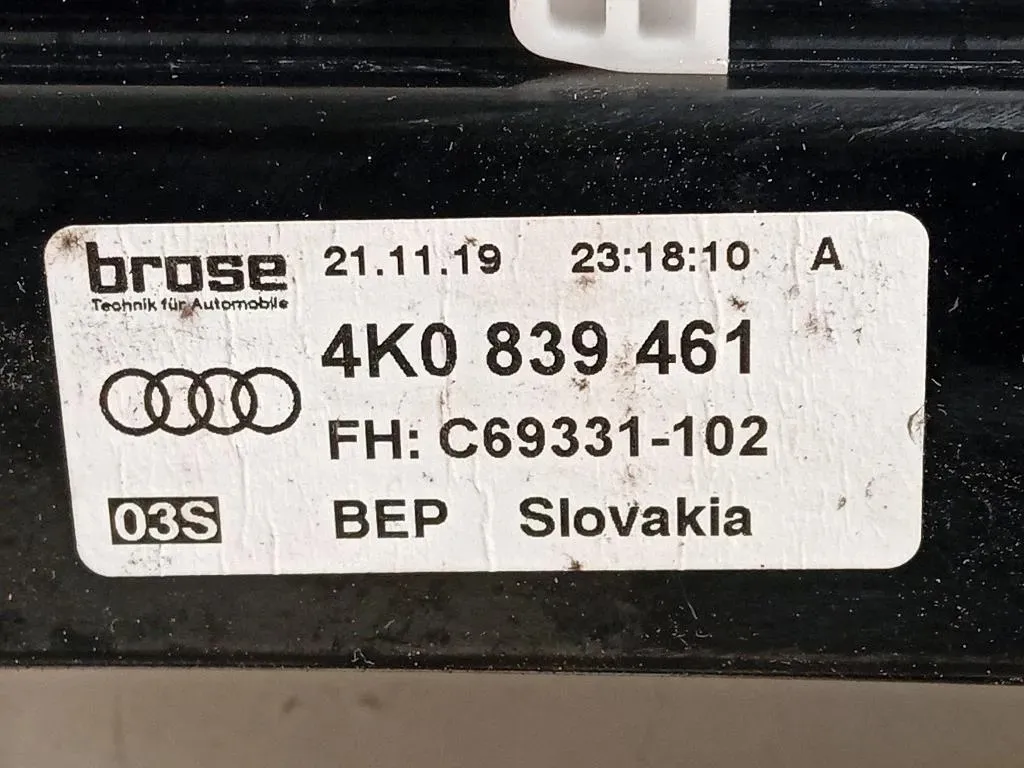 brose 21.11.19 23:18:10 A
Technik für Automobile
4K0 839 461
FH: C69331-102
03S BEP Slovakia